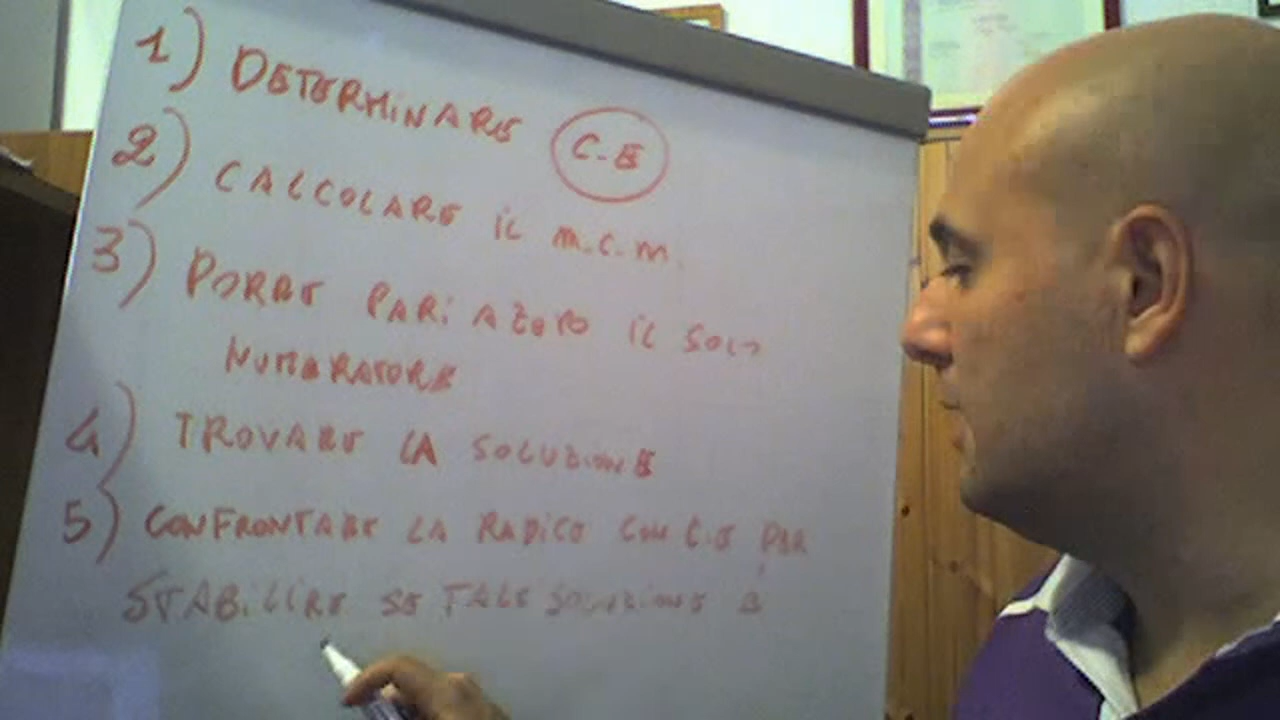 1) DETERMINARE C.E
2) CALCOLARE IL m.c.m.
3) PORRE PARI A ZERO IL SOLO
NUMERATORE
4) TROVARE LA SOLUZIONE
5) CONFRONTARE LA RADICE CON C.E PER
STABILIRE SE TALE SOLUZIONE È